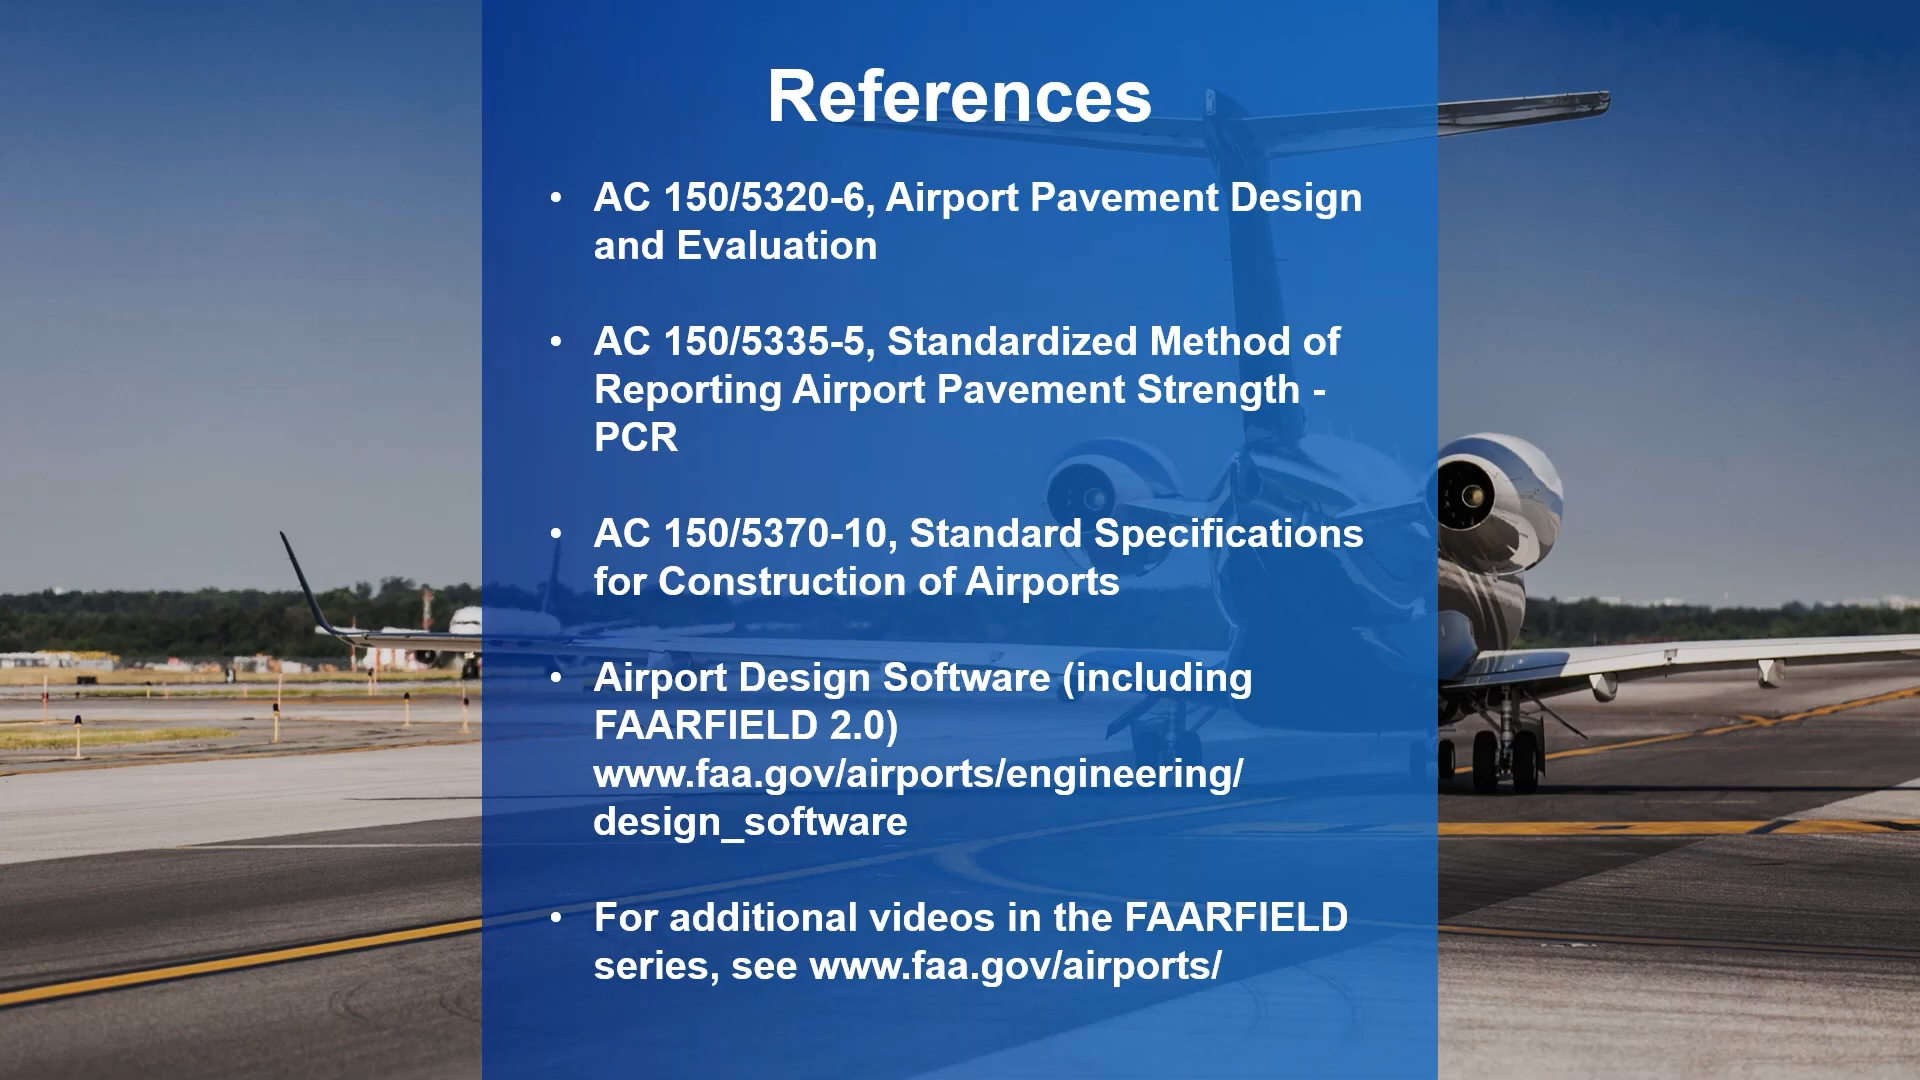 References
• AC 150/5320-6, Airport Pavement Design
and Evaluation
• AC 150/5335-5, Standardized Method of
Reporting Airport Pavement Strength -
PCR
• AC 150/5370-10, Standard Specifications
for Construction of Airports
• Airport Design Software (including
FAARFIELD 2.0)
www.faa.gov/airports/engineering/
design_software
• For additional videos in the FAARFIELD
series, see www.faa.gov/airports/